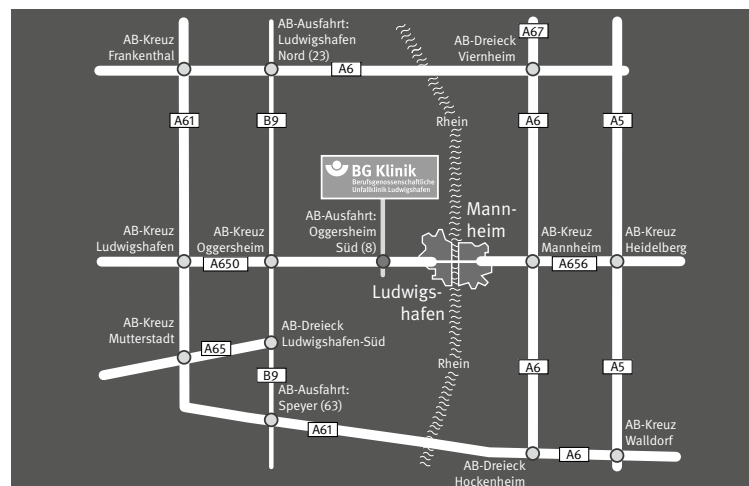 AB-Kreuz
Frankenthal
AB-Ausfahrt:
Ludwigshafen
Nord (23)
A6
AB-Dreieck
Viernheim
A67
A61
B9
Rhein
A6
A5
BG Klinik
Berufsgenossenschaftliche
Unfallklinik Ludwigshafen
AB-Kreuz
Ludwigshafen
A650
AB-Kreuz
Oggersheim
AB-Ausfahrt:
Oggersheim
Süd (8)
Mann-
heim
Ludwigs-
hafen
AB-Kreuz
Mannheim
A656
AB-Kreuz
Heidelberg
AB-Kreuz
Mutterstadt
A65
AB-Dreieck
Ludwigshafen-Süd
B9
Rhein
A6
A5
AB-Ausfahrt:
Speyer (63)
A61
AB-Dreieck
Hockenheim
A6
AB-Kreuz
Walldorf